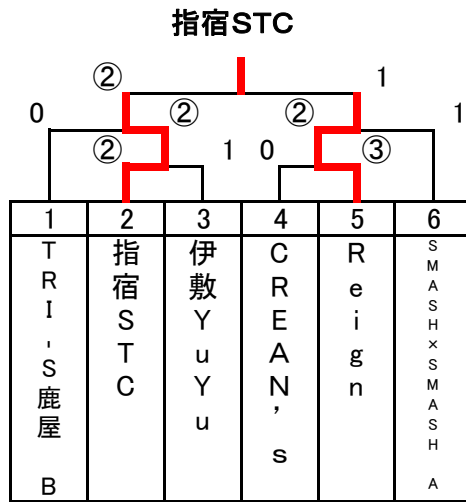 指宿STC
② 1
0 ② ② 1
② 1 0 ③
1 2 3 4 5 6
TRI-S鹿屋 B
指宿STC
伊敷YuYu
CREAN's
Reign
SMASH×SMASH A